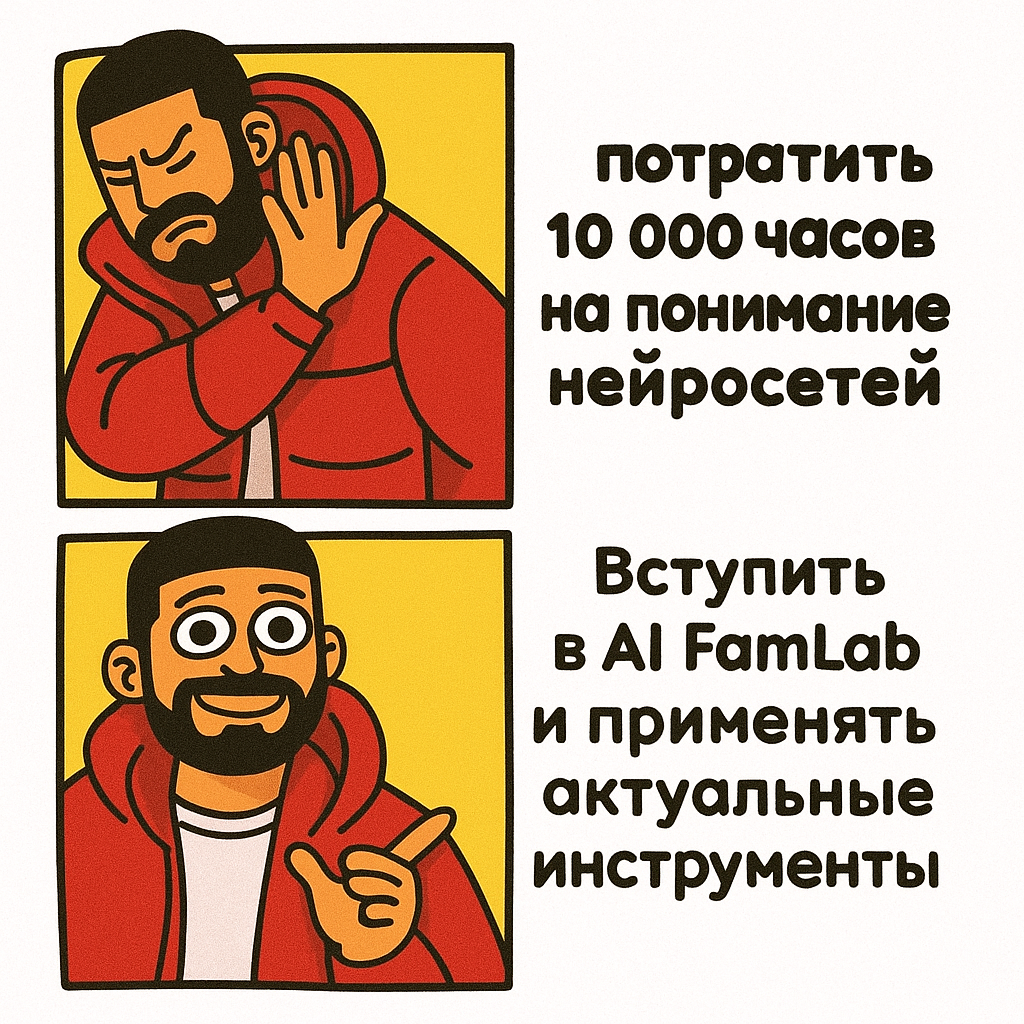 потратить
10 000 часов
на понимание
нейросетей
Вступить
в AI FamLab
и применять
актуальные
инструменты